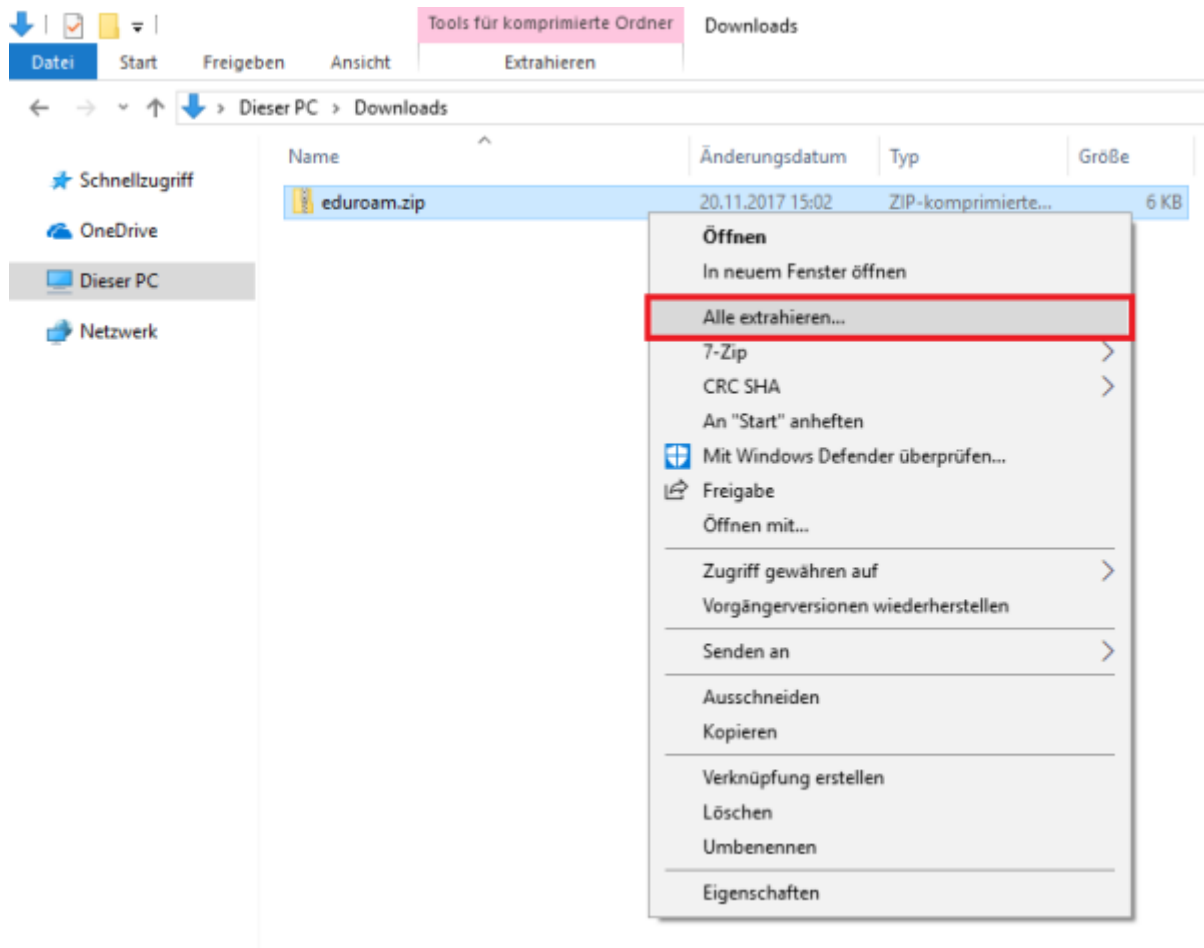 Tools für komprimierte Ordner Downloads
Datei Start Freigeben Ansicht Extrahieren
Dieser PC Downloads
Name Änderungsdatum Typ Größe
Schnellzugriff
eduroam.zip 20.11.2017 15:02 ZIP-komprimierte... 6 KB
OneDrive
Dieser PC
Netzwerk
Öffnen
In neuem Fenster öffnen
Alle extrahieren...
7-Zip
CRC SHA
An "Start" anheften
Mit Windows Defender überprüfen...
Freigabe
Öffnen mit...
Zugriff gewähren auf
Vorgängerversionen wiederherstellen
Senden an
Ausschneiden
Kopieren
Verknüpfung erstellen
Löschen
Umbenennen
Eigenschaften